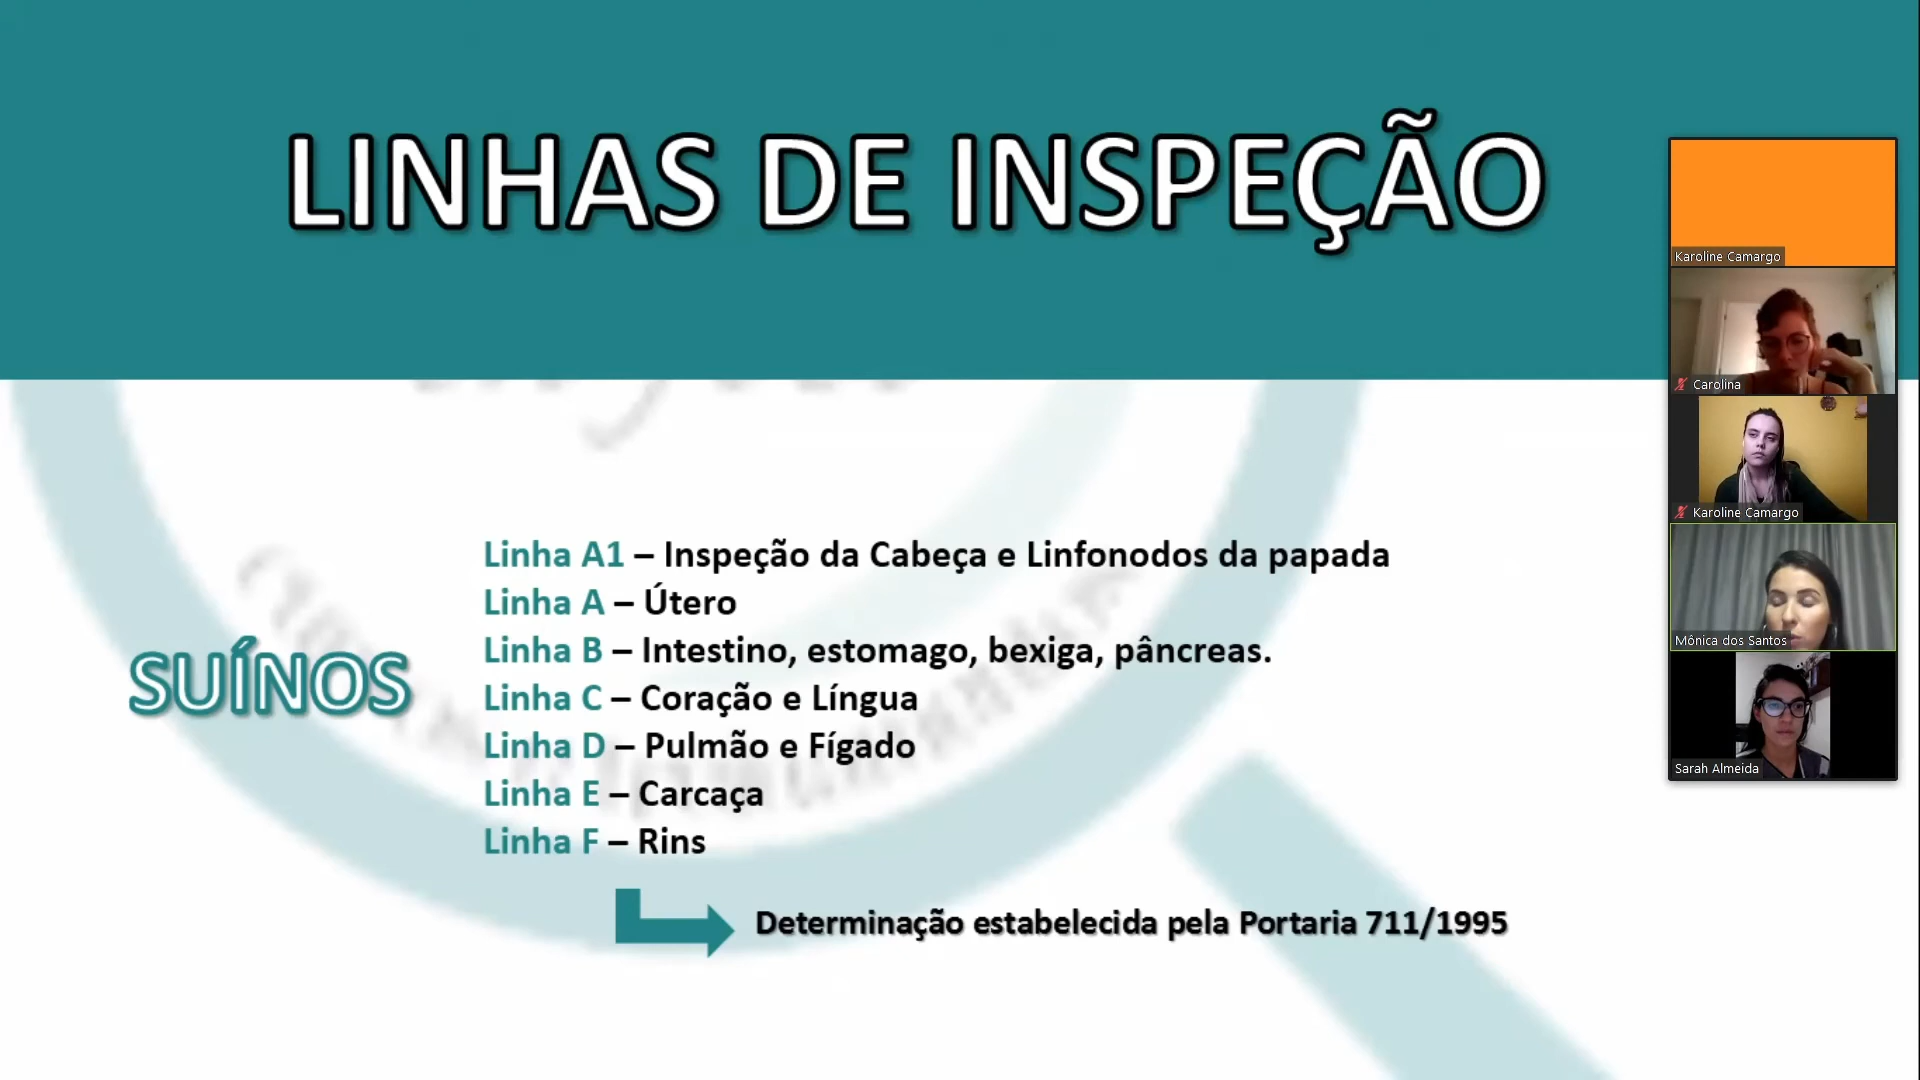 LINHAS DE INSPEÇÃO
SUÍNOS
Linha A1 – Inspeção da Cabeça e Linfonodos da papada
Linha A – Útero
Linha B – Intestino, estomago, bexiga, pâncreas.
Linha C – Coração e Língua
Linha D – Pulmão e Fígado
Linha E – Carcaça
Linha F – Rins
Determinação estabelecida pela Portaria 711/1995
Karoline Camargo
Carolina
Karoline Camargo
Mônica dos Santos
Sarah Almeida